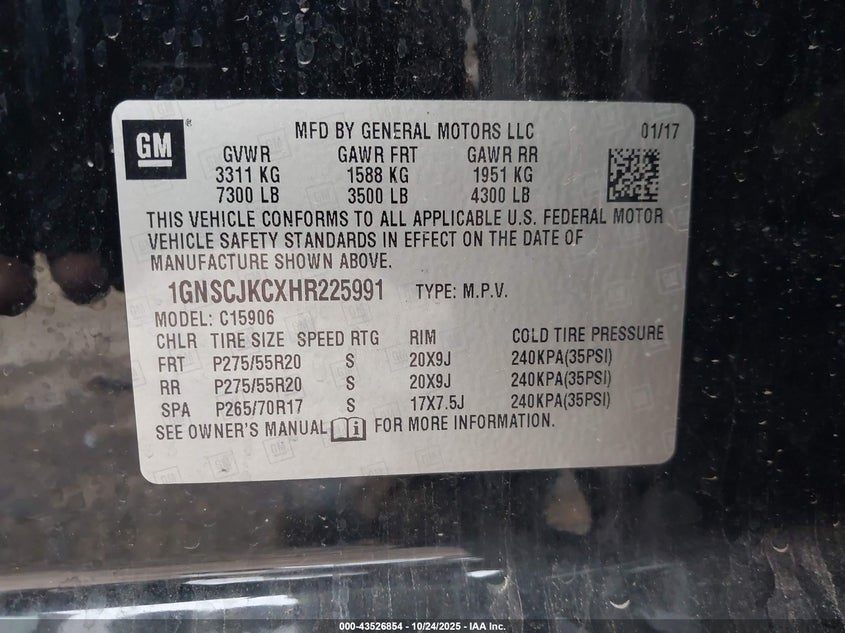 GM ® MFD BY GENERAL MOTORS LLC 01/17
GVWR GAWR FRT GAWR RR
3311 KG 1588 KG 1951 KG
7300 LB 3500 LB 4300 LB
THIS VEHICLE CONFORMS TO ALL APPLICABLE U.S. FEDERAL MOTOR
VEHICLE SAFETY STANDARDS IN EFFECT ON THE DATE OF
MANUFACTURE SHOWN ABOVE.
1GNSCJKCXHR225991 TYPE: M.P.V.
MODEL: C15906
CHLR TIRE SIZE SPEED RTG RIM COLD TIRE PRESSURE
FRT P275/55R20 S 20X9J 240KPA(35PSI)
RR P275/55R20 S 20X9J 240KPA(35PSI)
SPA P265/70R17 S 17X7.5J 240KPA(35PSI)
SEE OWNER'S MANUAL i FOR MORE INFORMATION.
000-43526854 - 10/24/2025 - IAA Inc.